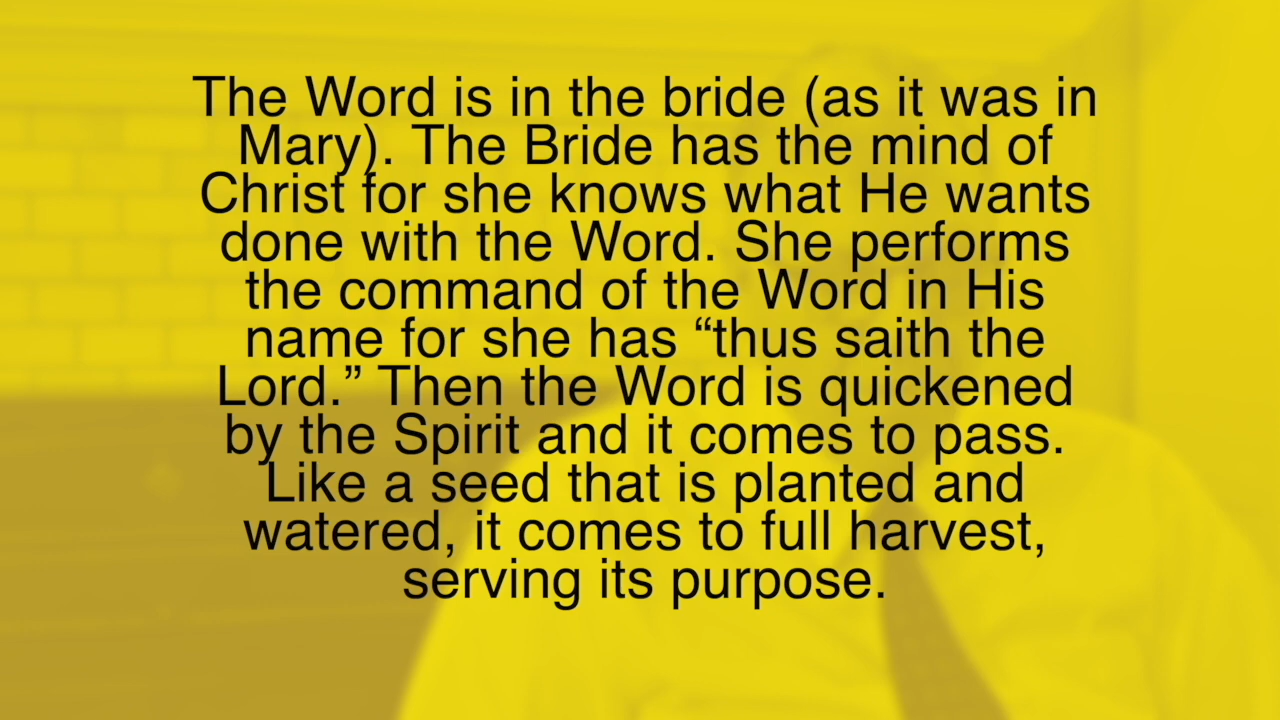 The Word is in the bride (as it was in
Mary). The Bride has the mind of
Christ for she knows what He wants
done with the Word. She performs
the command of the Word in His
name for she has “thus saith the
Lord.” Then the Word is quickened
by the Spirit and it comes to pass.
Like a seed that is planted and
watered, it comes to full harvest,
serving its purpose.